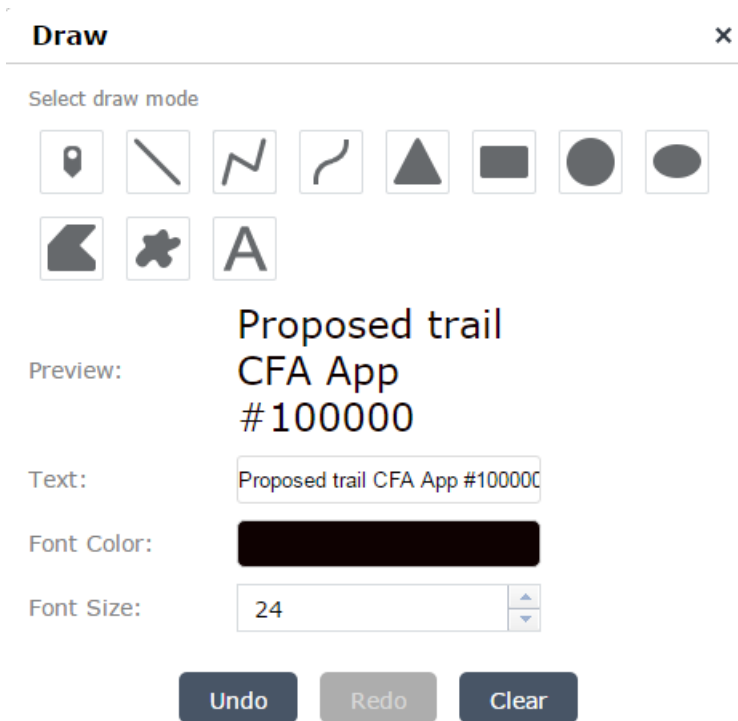 Draw
Select draw mode
A
Preview:
Proposed trail
CFA App
#100000
Text:
Proposed trail CFA App #100000
Font Color:
Font Size:
24
Undo
Redo
Clear